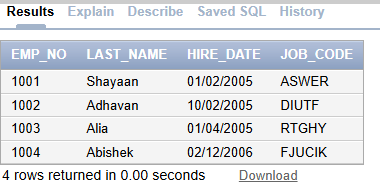 Results Explain Describe Saved SQL History
EMP_NO LAST_NAME HIRE_DATE JOB_CODE
1001 Shayaan 01/02/2005 ASWER
1002 Adhavan 10/02/2005 DIUTF
1003 Alia 01/04/2005 RTGHY
1004 Abishek 02/12/2006 FJUCIK
4 rows returned in 0.00 seconds Download